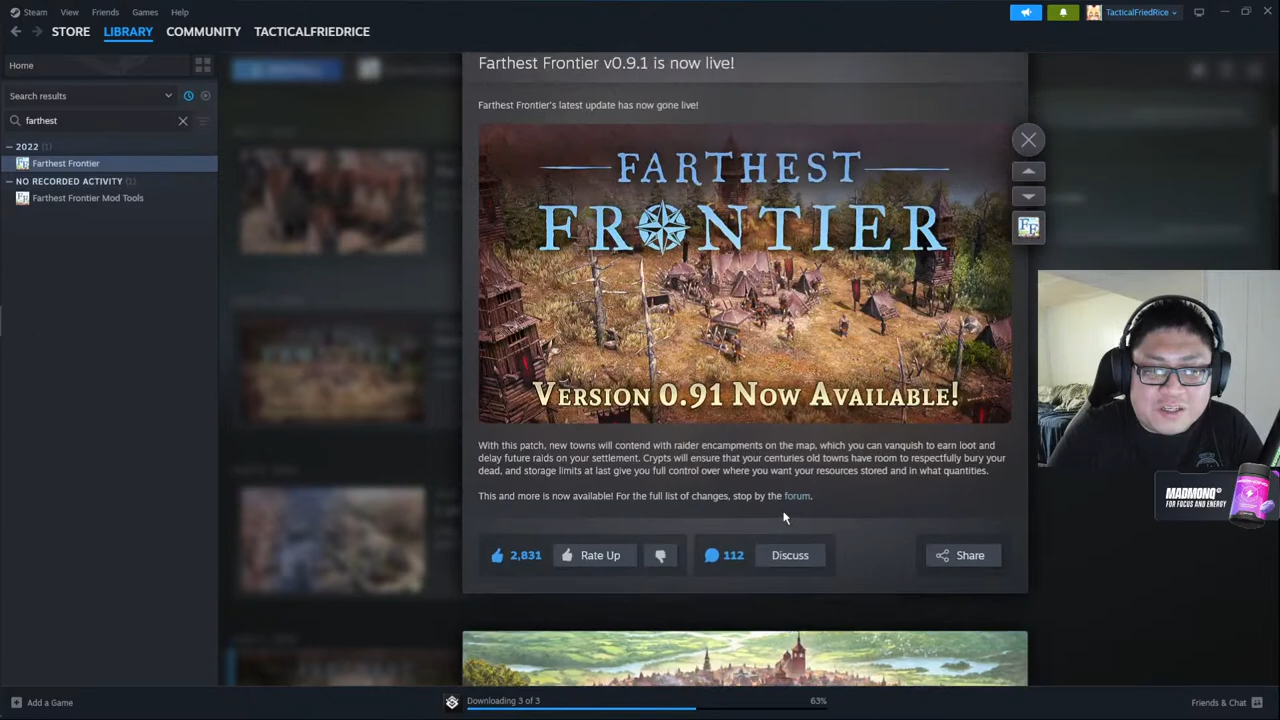 Steam View Friends Games Help
TacticalFriedRice
STORE LIBRARY COMMUNITY TACTICALFRIEDRICE
Home
Search results
farthest
2022 (1)
Farthest Frontier
NO RECORDED ACTIVITY (1)
Farthest Frontier Mod Tools
Farthest Frontier v0.9.1 is now live!
Farthest Frontier's latest update has now gone live!
FARTHEST
FRONTIER
VERSION 0.91 NOW AVAILABLE!
FF
With this patch, new towns will contend with raider encampments on the map, which you can vanquish to earn loot and
delay future raids on your settlement. Crypts will ensure that your centuries old towns have room to respectfully bury your
dead, and storage limits at last give you full control over where you want your resources stored and in what quantities.
This and more is now available! For the full list of changes, stop by the forum.
2,831 Rate Up 112 Discuss Share
MADMONQ
FOR FOCUS AND ENERGY
Add a Game
Downloading 3 of 3 63%
Friends & Chat